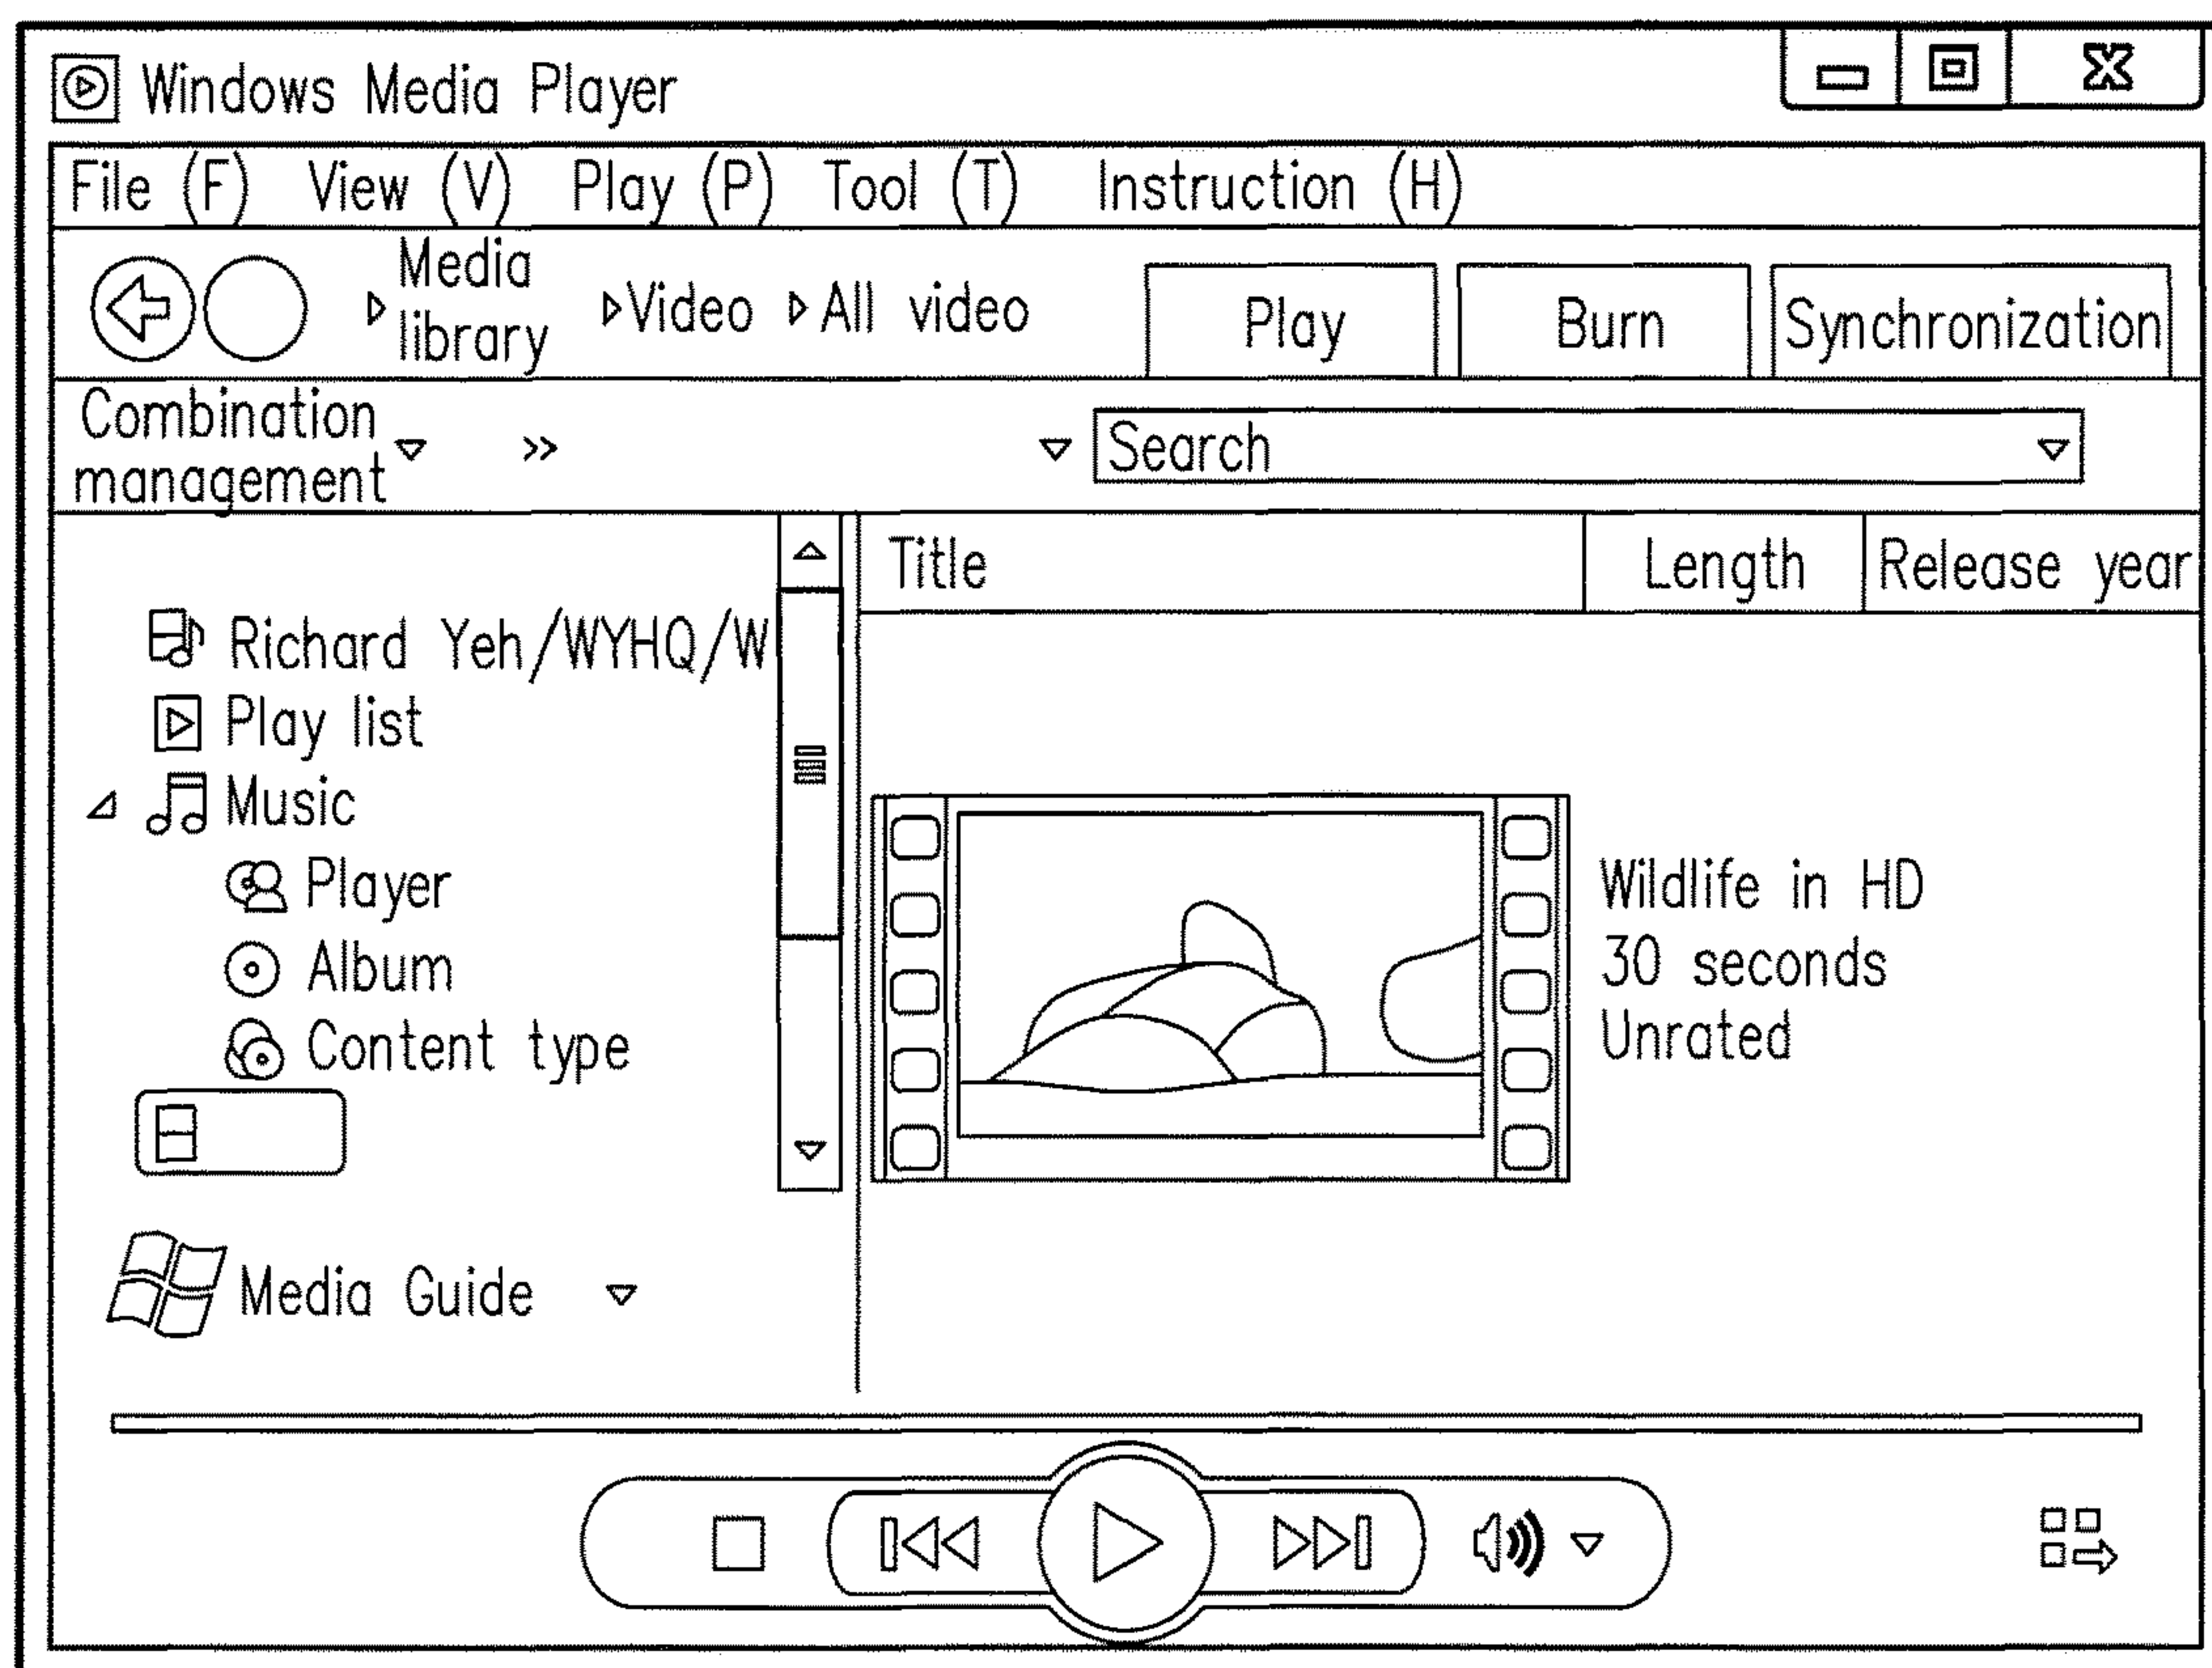 Windows Media Player
File (F) View (V) Play (P) Tool (T) Instruction (H)
Media library
Video
All video
Play
Burn
Synchronization
Combination management
»
Search
Title
Length
Release year
Richard Yeh/WYHQ/W
Play list
Music
Player
Album
Content type
Media Guide
Wildlife in HD
30 seconds
Unrated